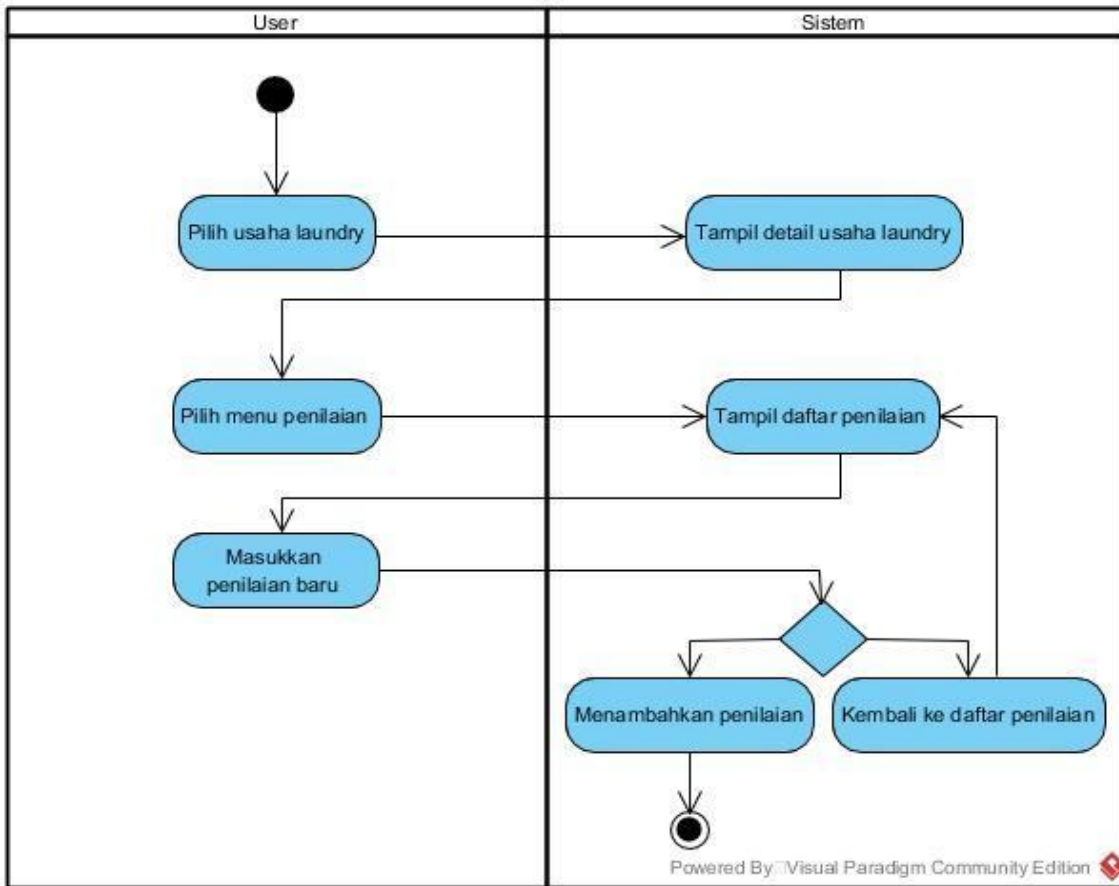 User
Sistem
Pilih usaha laundry
Tampil detail usaha laundry
Pilih menu penilaian
Tampil daftar penilaian
Masukkan
penilaian baru
Menambahkan penilaian
Kembali ke daftar penilaian
Powered By Visual Paradigm Community Edition